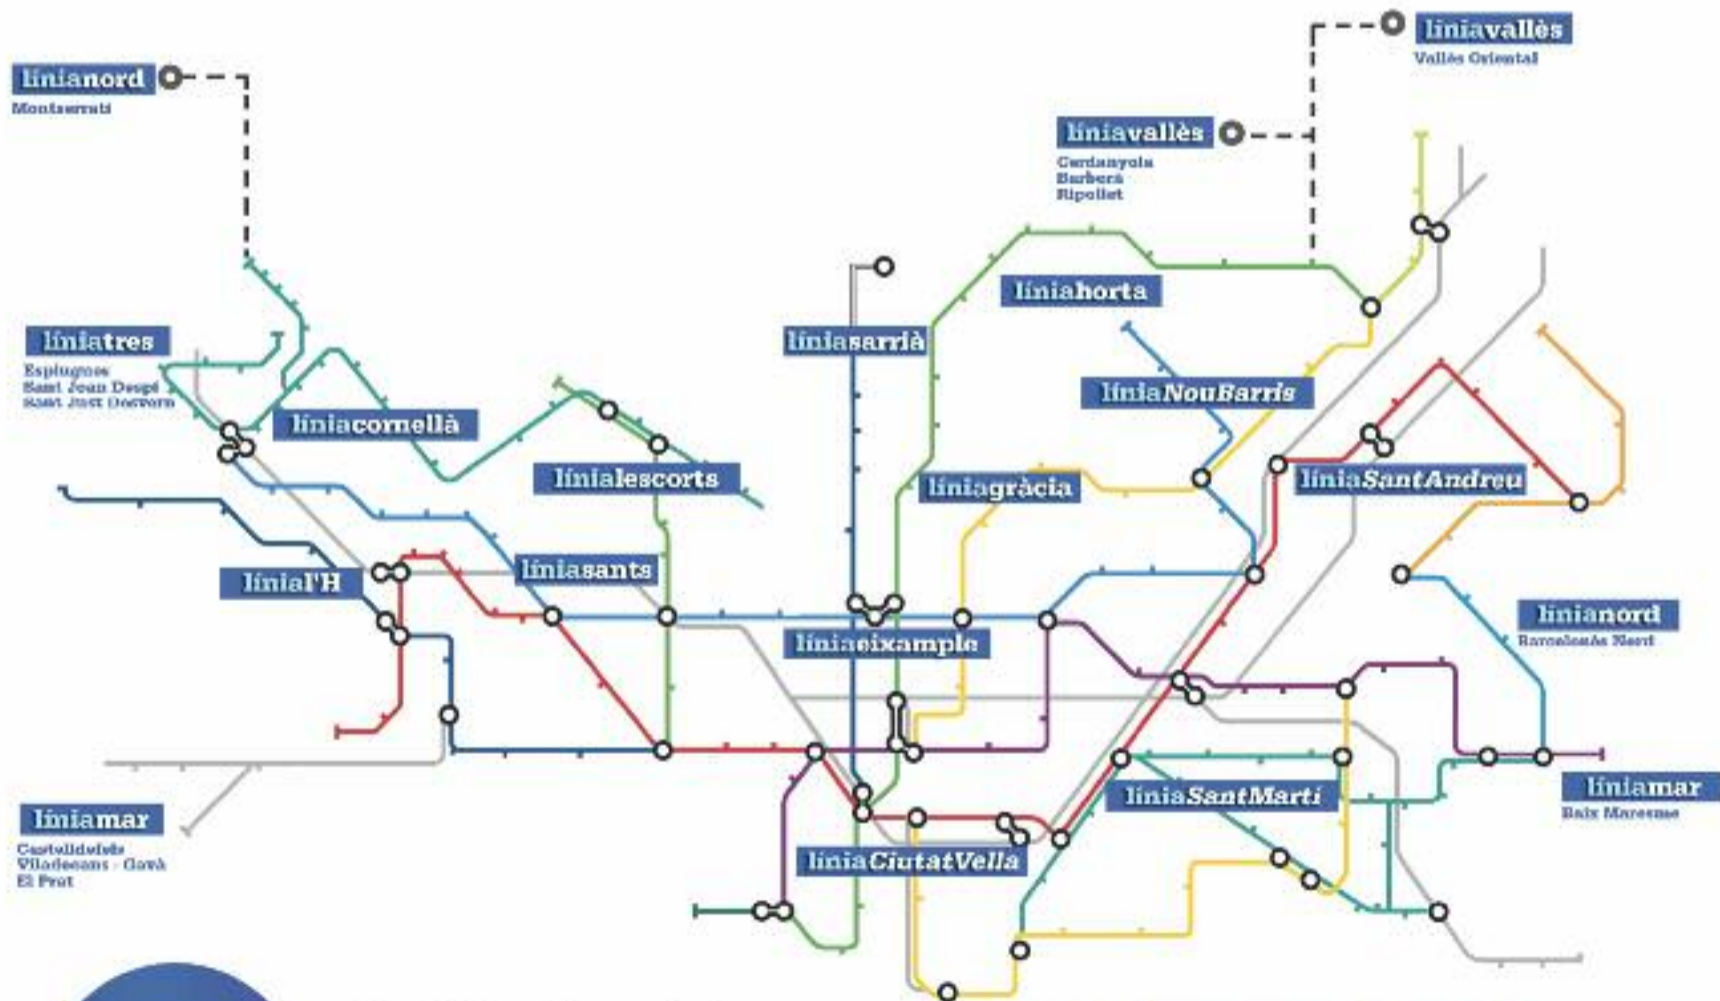 líniavallès
Vallès Oriental
línianord
Montserratí
líniavallès
Cerdanyola
Barberà
Ripollet
líniahorta
líniatres
Esplugues
Sant Joan Despí
Sant Just Desvern
líniasarrià
líniaNouBarris
líniacornellà
línialescorts
líniagràcia
líniaSantAndreu
línial'H
líniasants
línianord
Barcelonès Nord
líniaeixample
líniamar
Castelldefels
Viladecans - Gavà
El Prat
líniaSantMartí
líniamar
Baix Maresme
líniaCiutatVella